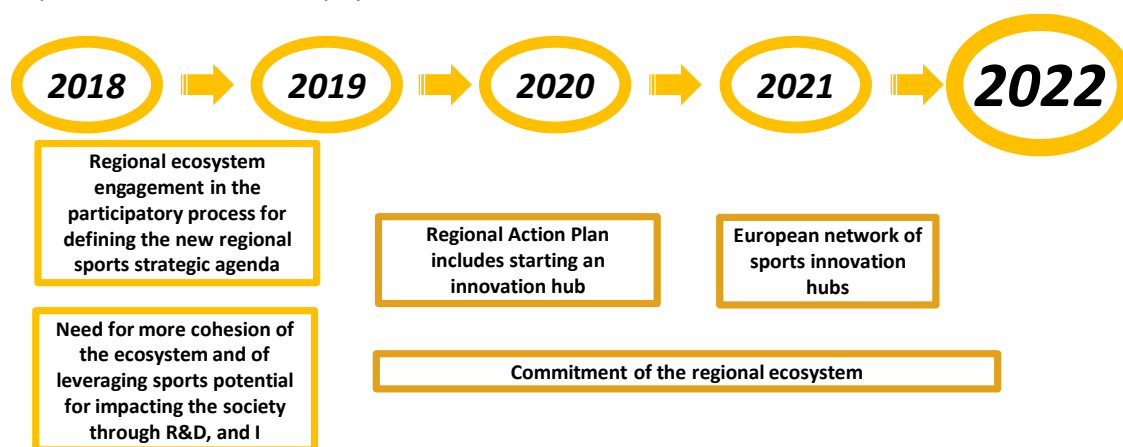 2018
2019
2020
2021
2022
Regional ecosystem
engagement in the
participatory process for
defining the new regional
sports strategic agenda
Regional Action Plan
includes starting an
innovation hub
European network of
sports innovation
hubs
Need for more cohesion of
the ecosystem and of
leveraging sports potential
for impacting the society
through R&D, and I
Commitment of the regional ecosystem